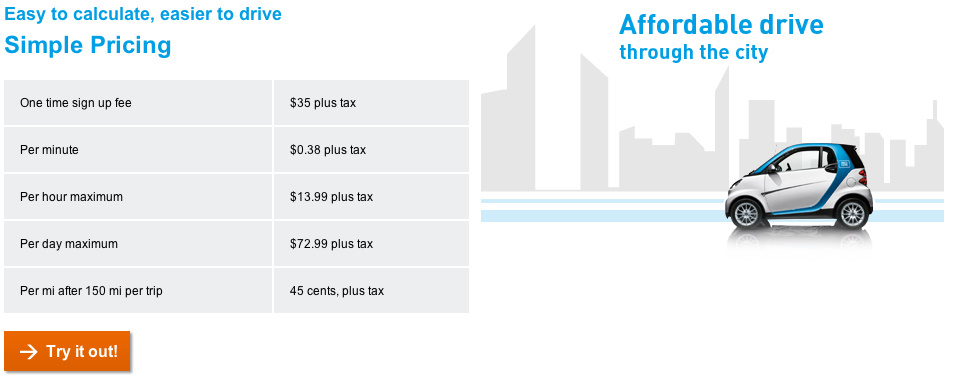 Easy to calculate, easier to drive
Simple Pricing
One time sign up fee $35 plus tax
Per minute $0.38 plus tax
Per hour maximum $13.99 plus tax
Per day maximum $72.99 plus tax
Per mi after 150 mi per trip 45 cents, plus tax
Try it out!
Affordable drive
through the city